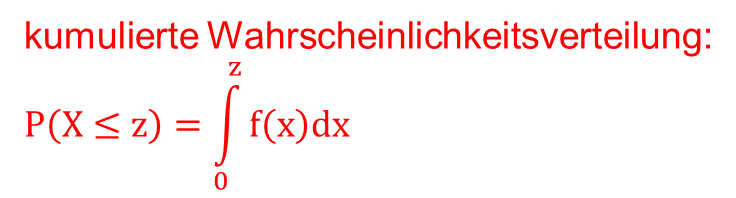 kumulierte Wahrscheinlichkeitsverteilung:
P(X ≤ z) = ∫₀ᶻ f(x)dx